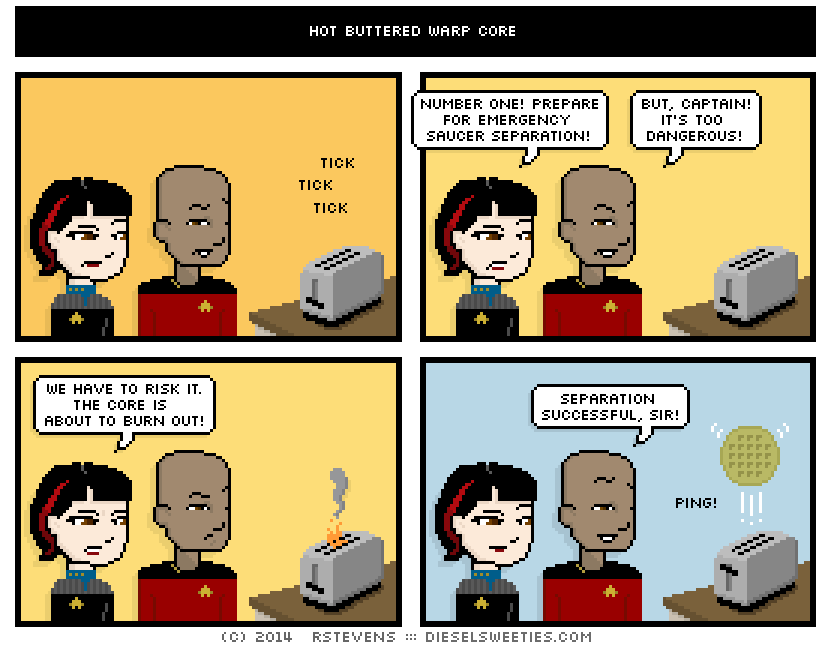 HOT BUTTERED WARP CORE
TICK
TICK
TICK
NUMBER ONE! PREPARE
FOR EMERGENCY
SAUCER SEPARATION!
BUT, CAPTAIN!
IT'S TOO
DANGEROUS!
WE HAVE TO RISK IT.
THE CORE IS
ABOUT TO BURN OUT!
SEPARATION
SUCCESSFUL, SIR!
PING!
(C) 2014 RSTEVENS ::: DIESELSWEETIES.COM